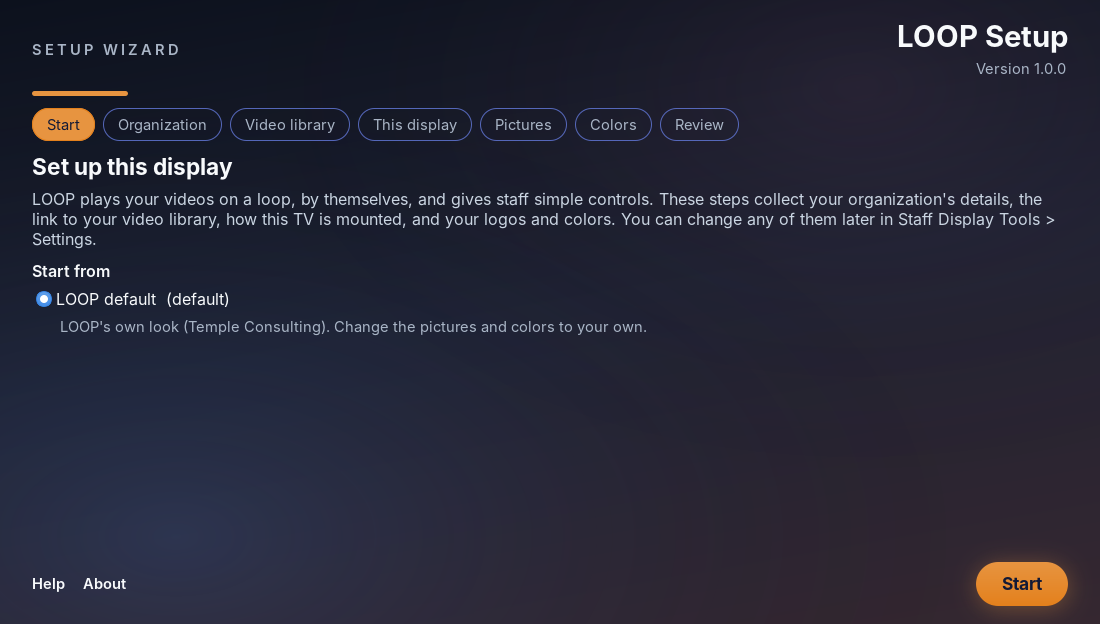 SETUP WIZARD
LOOP Setup
Version 1.0.0
Start
Organization
Video library
This display
Pictures
Colors
Review
Set up this display
LOOP plays your videos on a loop, by themselves, and gives staff simple controls. These steps collect your organization's details, the
link to your video library, how this TV is mounted, and your logos and colors. You can change any of them later in Staff Display Tools >
Settings.
Start from
LOOP default (default)
LOOP's own look (Temple Consulting). Change the pictures and colors to your own.
Help
About
Start